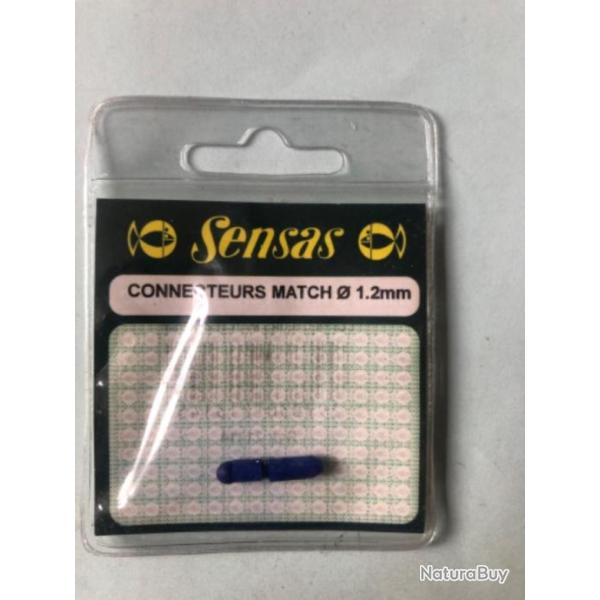 Sensas
CONNECTEURS MATCH Ø 1.2mm
NaturaBuy